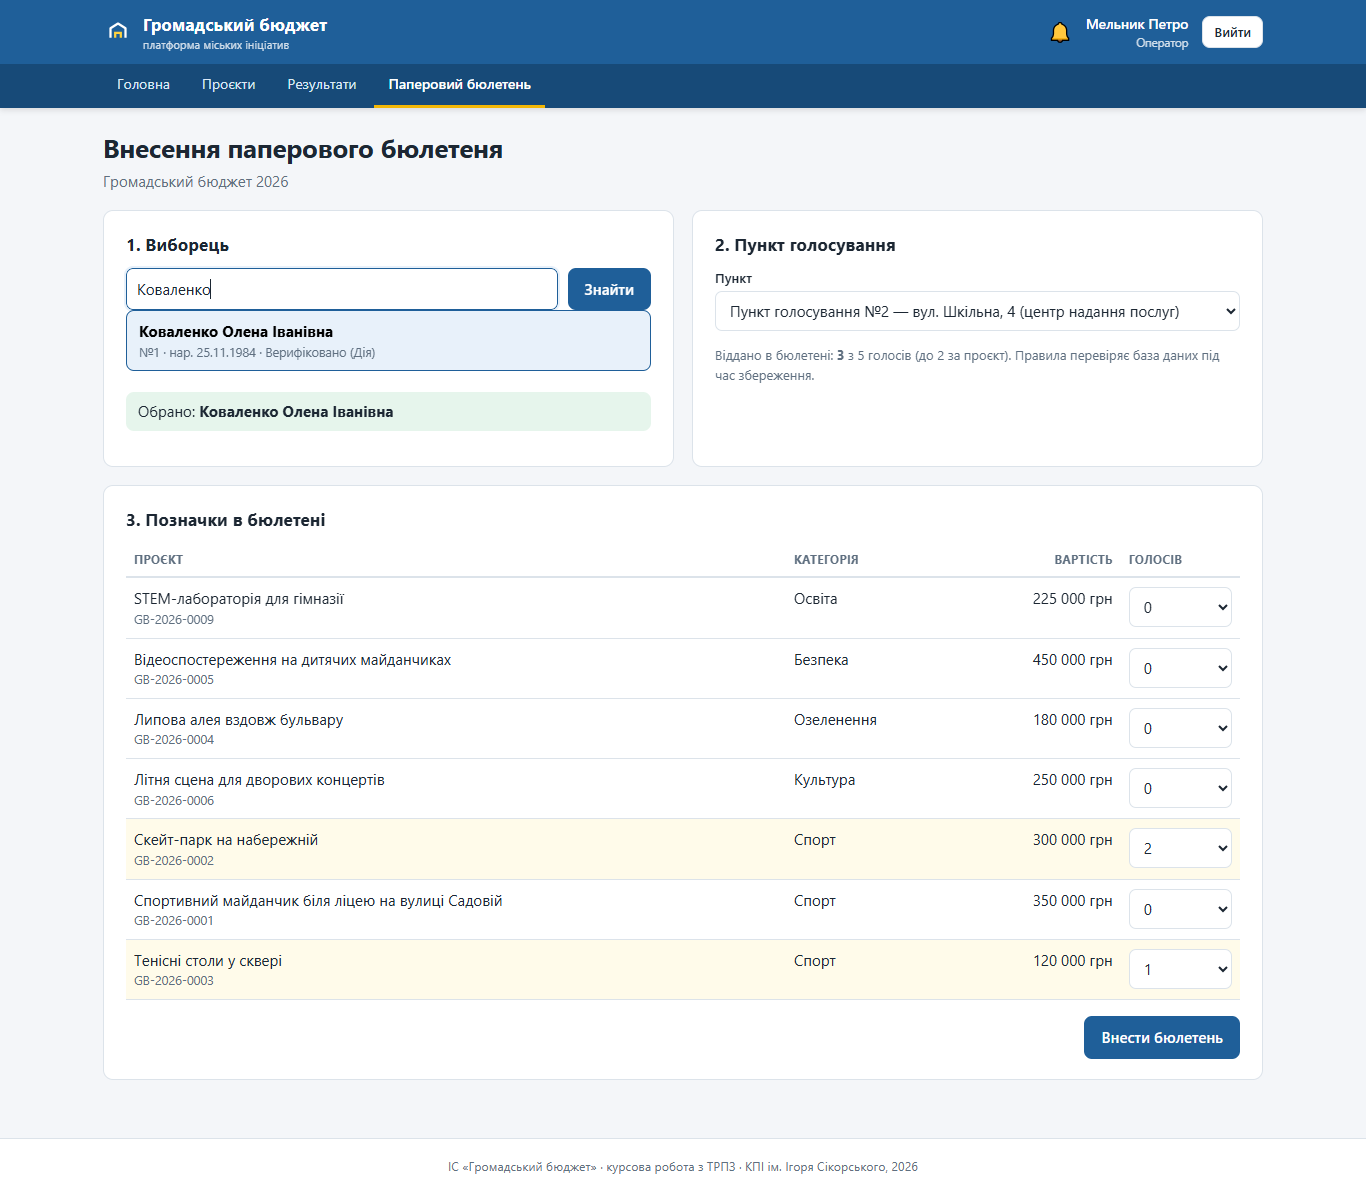 Громадський бюджет
платформа міських ініціатив
Мельник Петро
Оператор
Вийти
Головна
Проєкти
Результати
Паперовий бюлетень
Внесення паперового бюлетеня
Громадський бюджет 2026
1. Виборець
Коваленко
Знайти
Коваленко Олена Іванівна
№1 · нар. 25.11.1984 · Верифіковано (Дія)
Обрано: Коваленко Олена Іванівна
2. Пункт голосування
Пункт
Пункт голосування №2 — вул. Шкільна, 4 (центр надання послуг)
Віддано в бюлетені: 3 з 5 голосів (до 2 за проєкт). Правила перевіряє база даних під
час збереження.
3. Позначки в бюлетені
ПРОЄКТ КАТЕГОРІЯ ВАРТІСТЬ ГОЛОСІВ
STEM-лабораторія для гімназії Освіта 225 000 грн 0
GB-2026-0009
Відеоспостереження на дитячих майданчиках Безпека 450 000 грн 0
GB-2026-0005
Липова алея вздовж бульвару Озеленення 180 000 грн 0
GB-2026-0004
Літня сцена для дворових концертів Культура 250 000 грн 0
GB-2026-0006
Скейт-парк на набережній Спорт 300 000 грн 2
GB-2026-0002
Спортивний майданчик біля ліцею на вулиці Садовій Спорт 350 000 грн 0
GB-2026-0001
Тенісні столи у сквері Спорт 120 000 грн 1
GB-2026-0003
Внести бюлетень
ІС «Громадський бюджет» · курсова робота з ТРПЗ · КПІ ім. Ігоря Сікорського, 2026